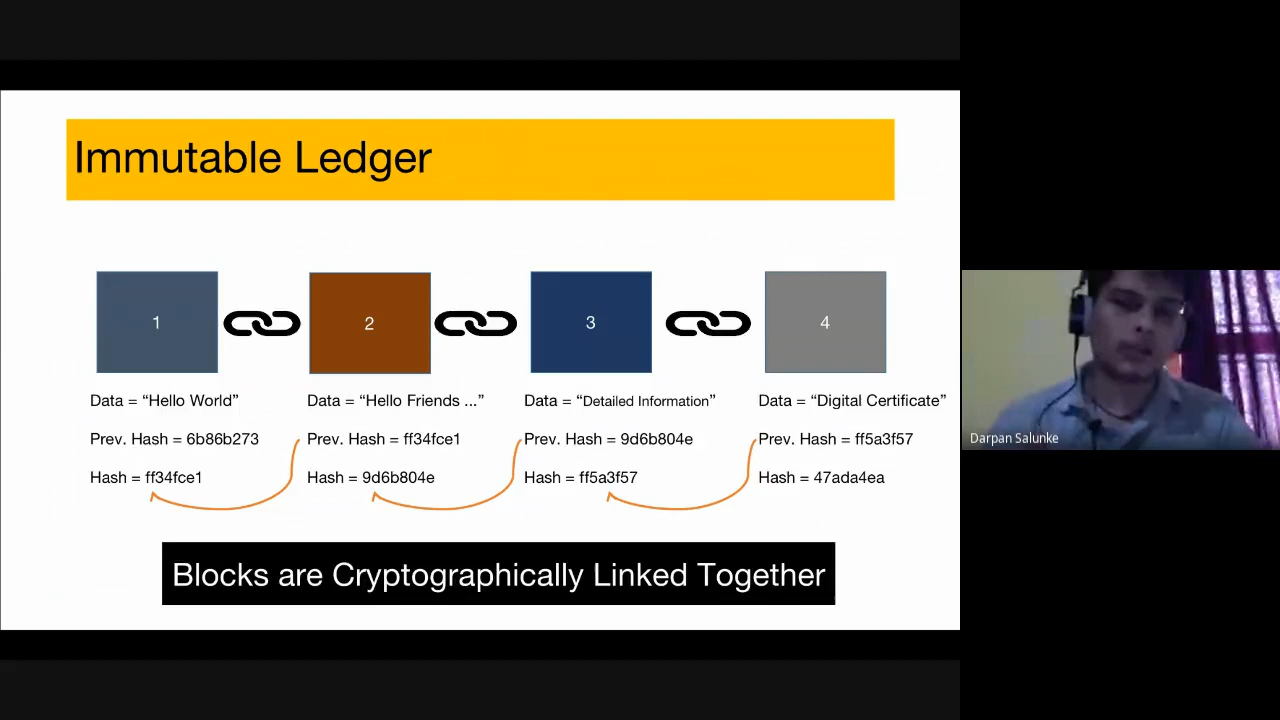 Immutable Ledger
1
2
3
4
Data = “Hello World”
Prev. Hash = 6b86b273
Hash = ff34fce1
Data = “Hello Friends ...”
Prev. Hash = ff34fce1
Hash = 9d6b804e
Data = “Detailed Information”
Prev. Hash = 9d6b804e
Hash = ff5a3f57
Data = “Digital Certificate”
Prev. Hash = ff5a3f57
Hash = 47ada4ea
Blocks are Cryptographically Linked Together
Darpan Salunke